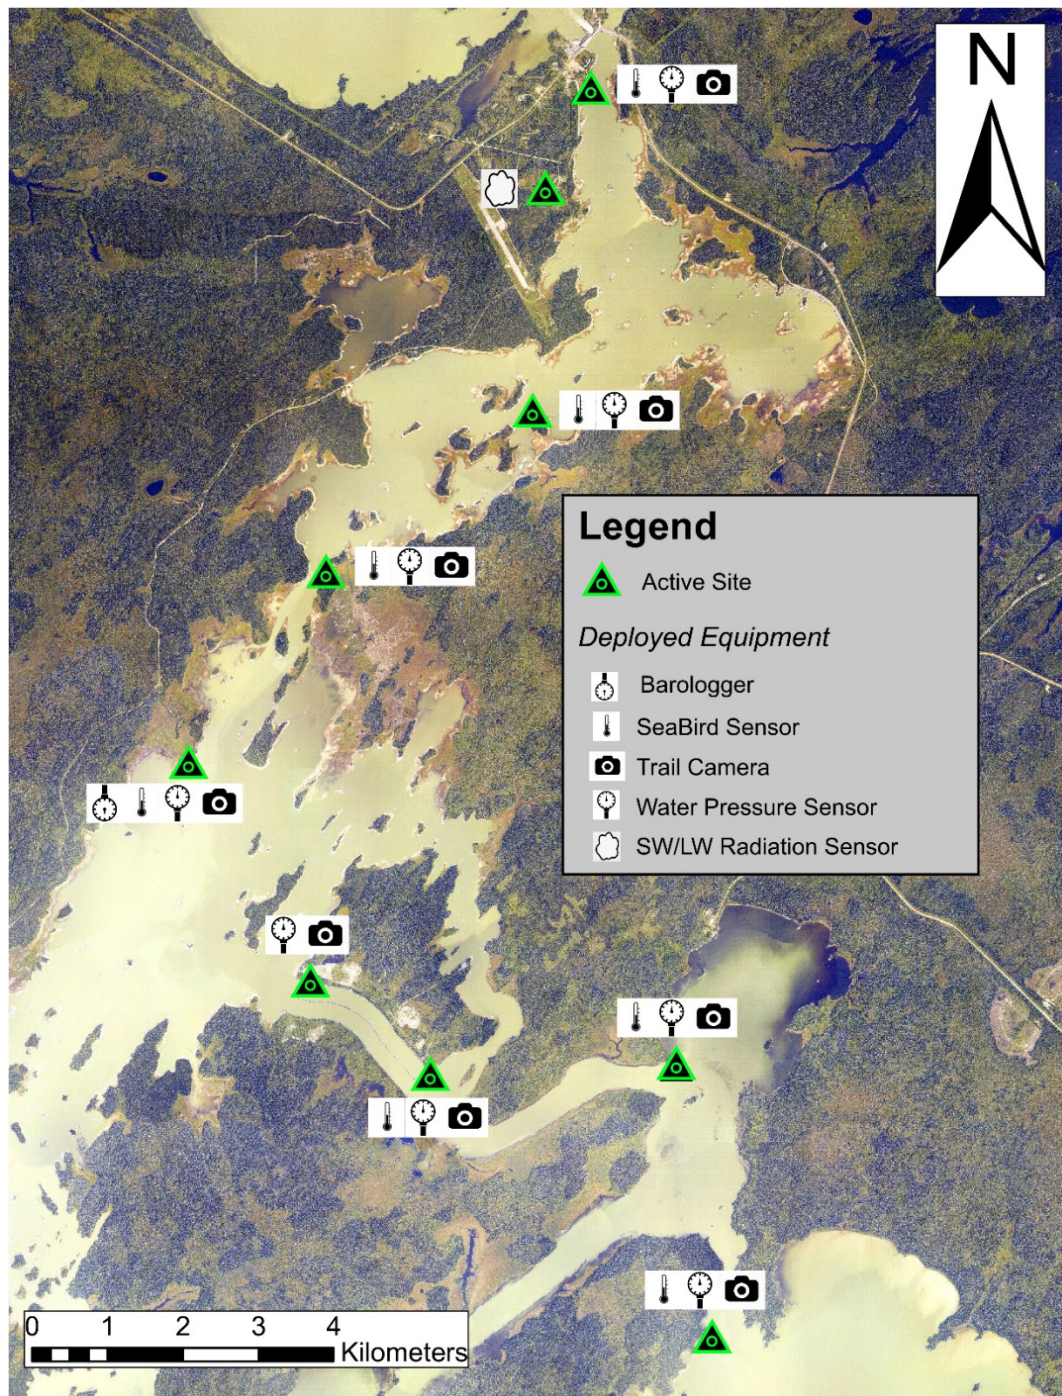 N
Legend
Active Site
Deployed Equipment
Barologger
SeaBird Sensor
Trail Camera
Water Pressure Sensor
SW/LW Radiation Sensor
0 1 2 3 4
Kilometers